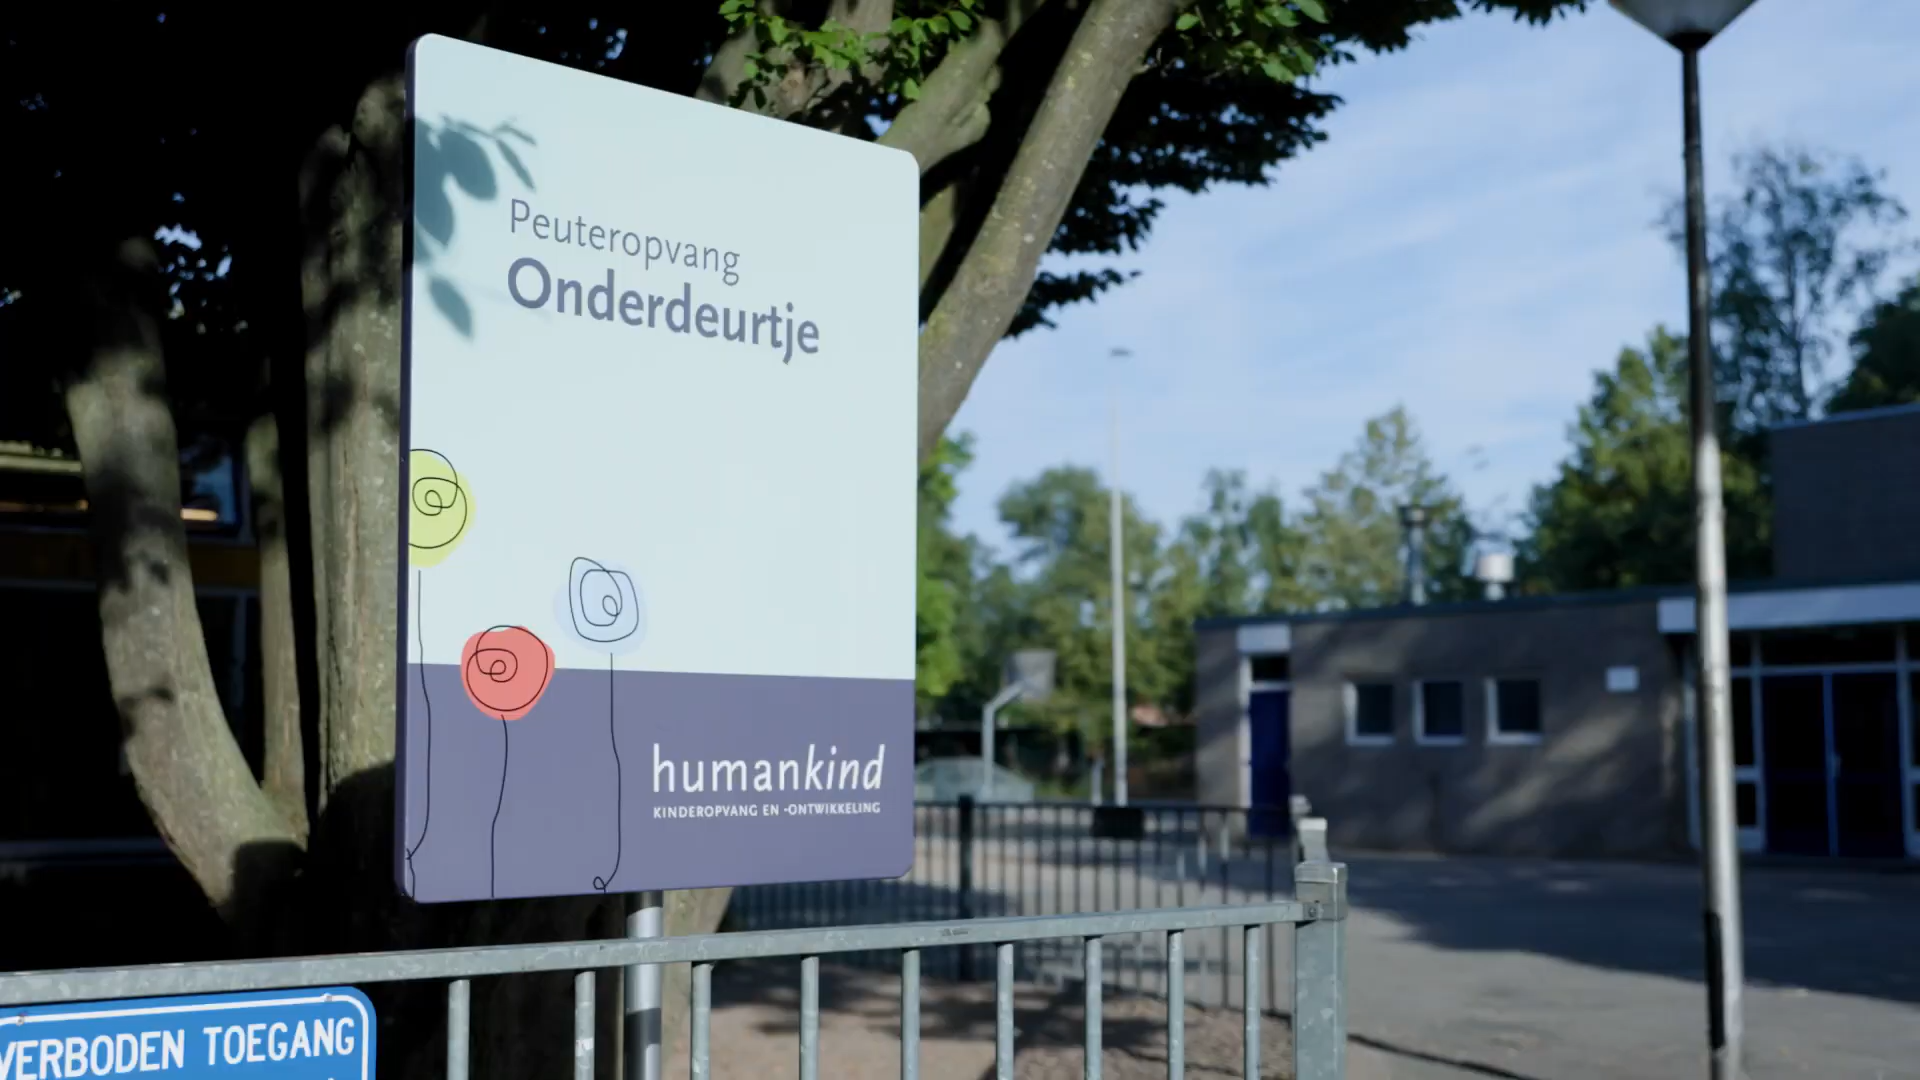 Peuteropvang
Onderdeurtje
humankind
KINDEROPVANG EN -ONTWIKKELING
VERBODEN TOEGANG